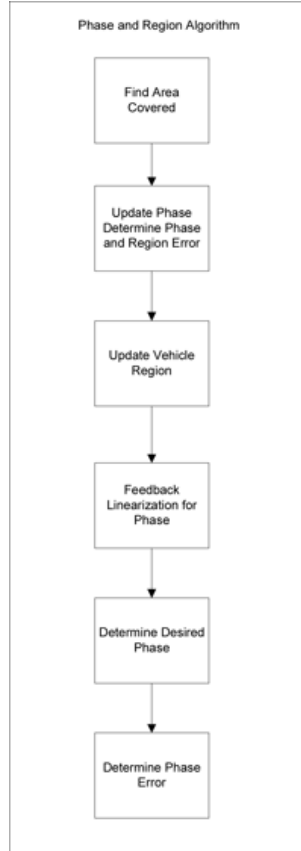 Phase and Region Algorithm
Find Area
Covered
Update Phase
Determine Phase
and Region Error
Update Vehicle
Region
Feedback
Linearization for
Phase
Determine Desired
Phase
Determine Phase
Error